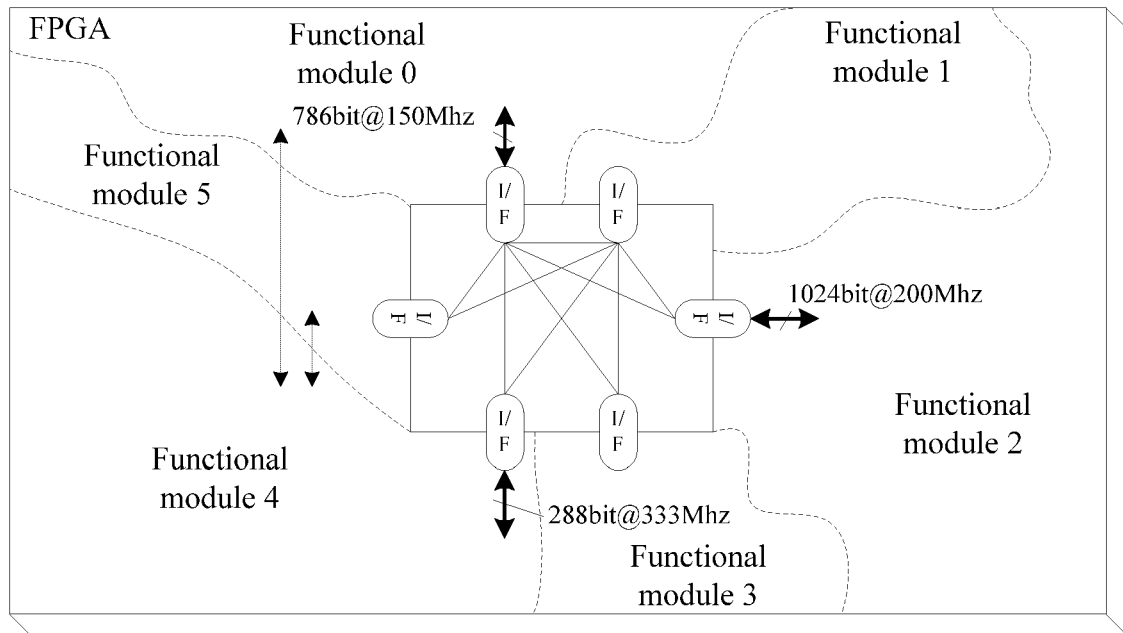 FPGA
Functional
module 0
786bit@150Mhz
Functional
module 1
Functional
module 5
I/
F
I/
F
I/
F
I/
F
1024bit@200Mhz
Functional
module 2
I/
F
I/
F
Functional
module 4
288bit@333Mhz
Functional
module 3